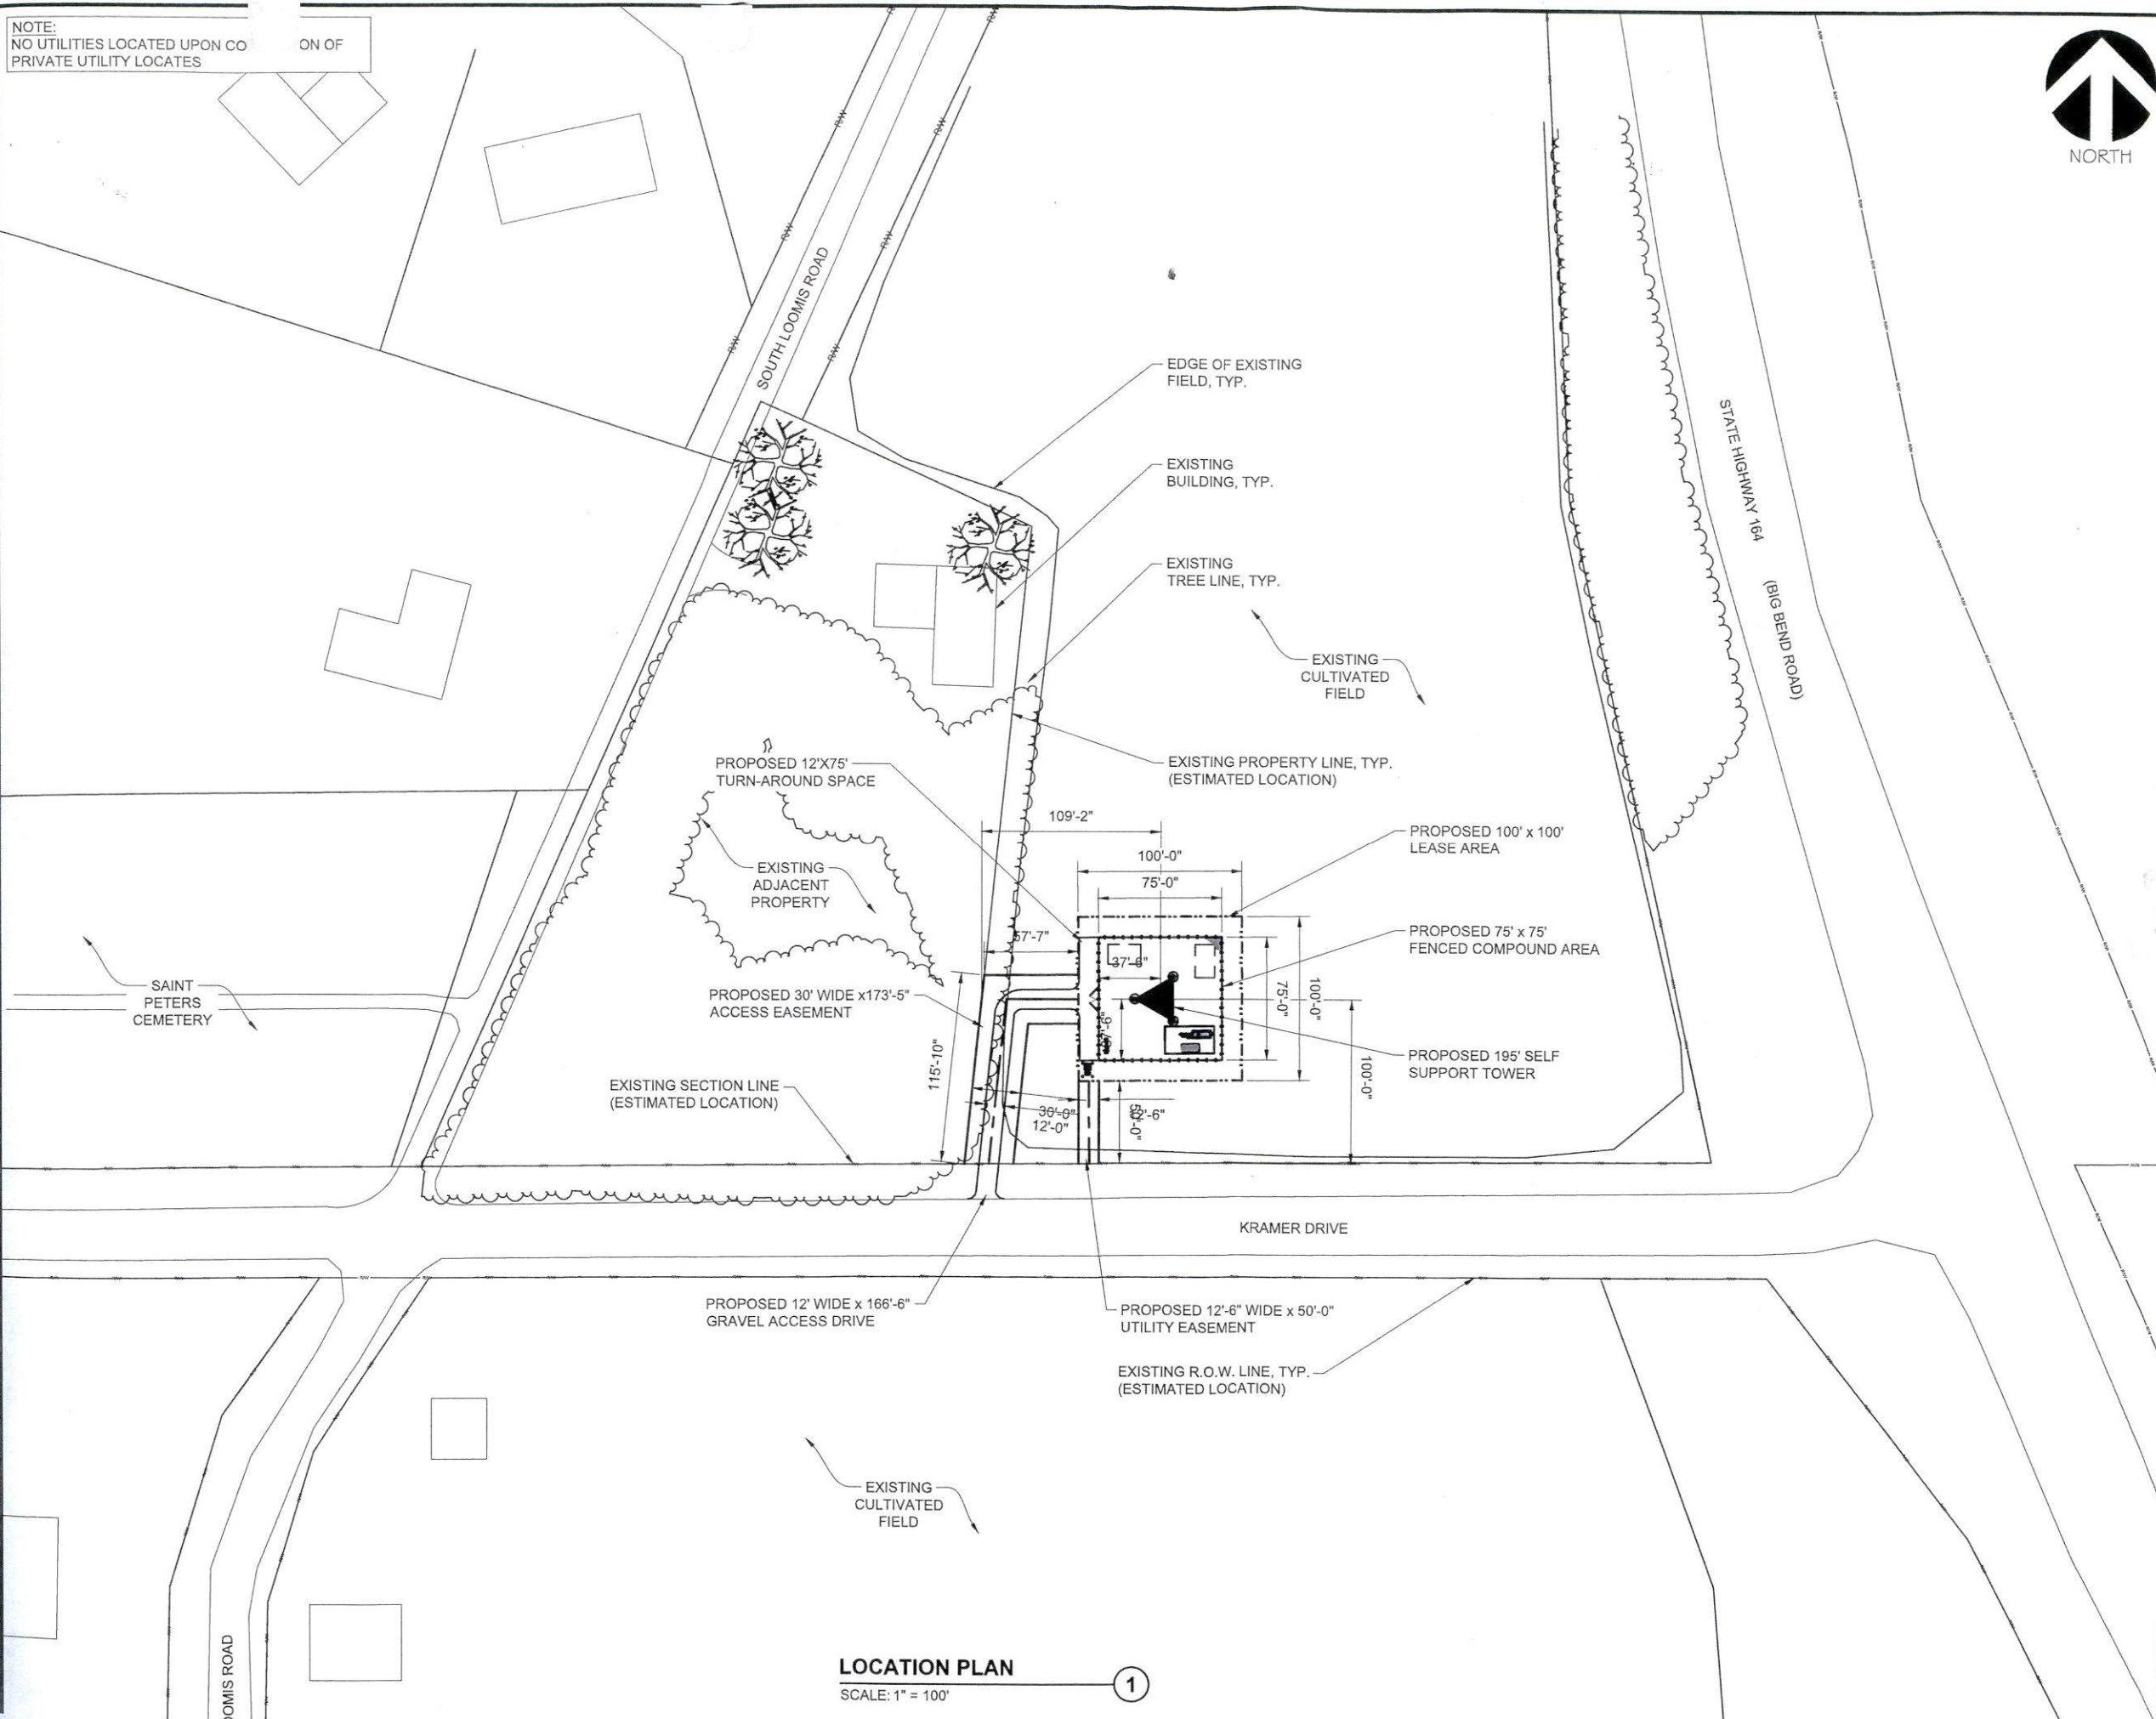 NOTE:
NO UTILITIES LOCATED UPON CO ON OF
PRIVATE UTILITY LOCATES
NORTH
R/W
R/W
R/W
R/W
R/W
R/W
R/W
R/W
SOUTH LOOMIS ROAD
EDGE OF EXISTING
FIELD, TYP.
EXISTING
BUILDING, TYP.
EXISTING
TREE LINE, TYP.
STATE HIGHWAY 164
(BIG BEND ROAD)
EXISTING
CULTIVATED
FIELD
PROPOSED 12'X75'
TURN-AROUND SPACE
EXISTING PROPERTY LINE, TYP.
(ESTIMATED LOCATION)
109'-2"
100'-0"
75'-0"
PROPOSED 100' x 100'
LEASE AREA
EXISTING
ADJACENT
PROPERTY
57'-7"
37'-6"
PROPOSED 75' x 75'
FENCED COMPOUND AREA
SAINT
PETERS
CEMETERY
PROPOSED 30' WIDE x173'-5"
ACCESS EASEMENT
75'-0"
100'-0"
115'-10"
100'-0"
PROPOSED 195' SELF
SUPPORT TOWER
EXISTING SECTION LINE
(ESTIMATED LOCATION)
30'-0"
12'-0"
50'-0"
KRAMER DRIVE
PROPOSED 12' WIDE x 166'-6"
GRAVEL ACCESS DRIVE
PROPOSED 12'-6" WIDE x 50'-0"
UTILITY EASEMENT
EXISTING R.O.W. LINE, TYP.
(ESTIMATED LOCATION)
EXISTING
CULTIVATED
FIELD
OOMIS ROAD
LOCATION PLAN
SCALE: 1" = 100'
1